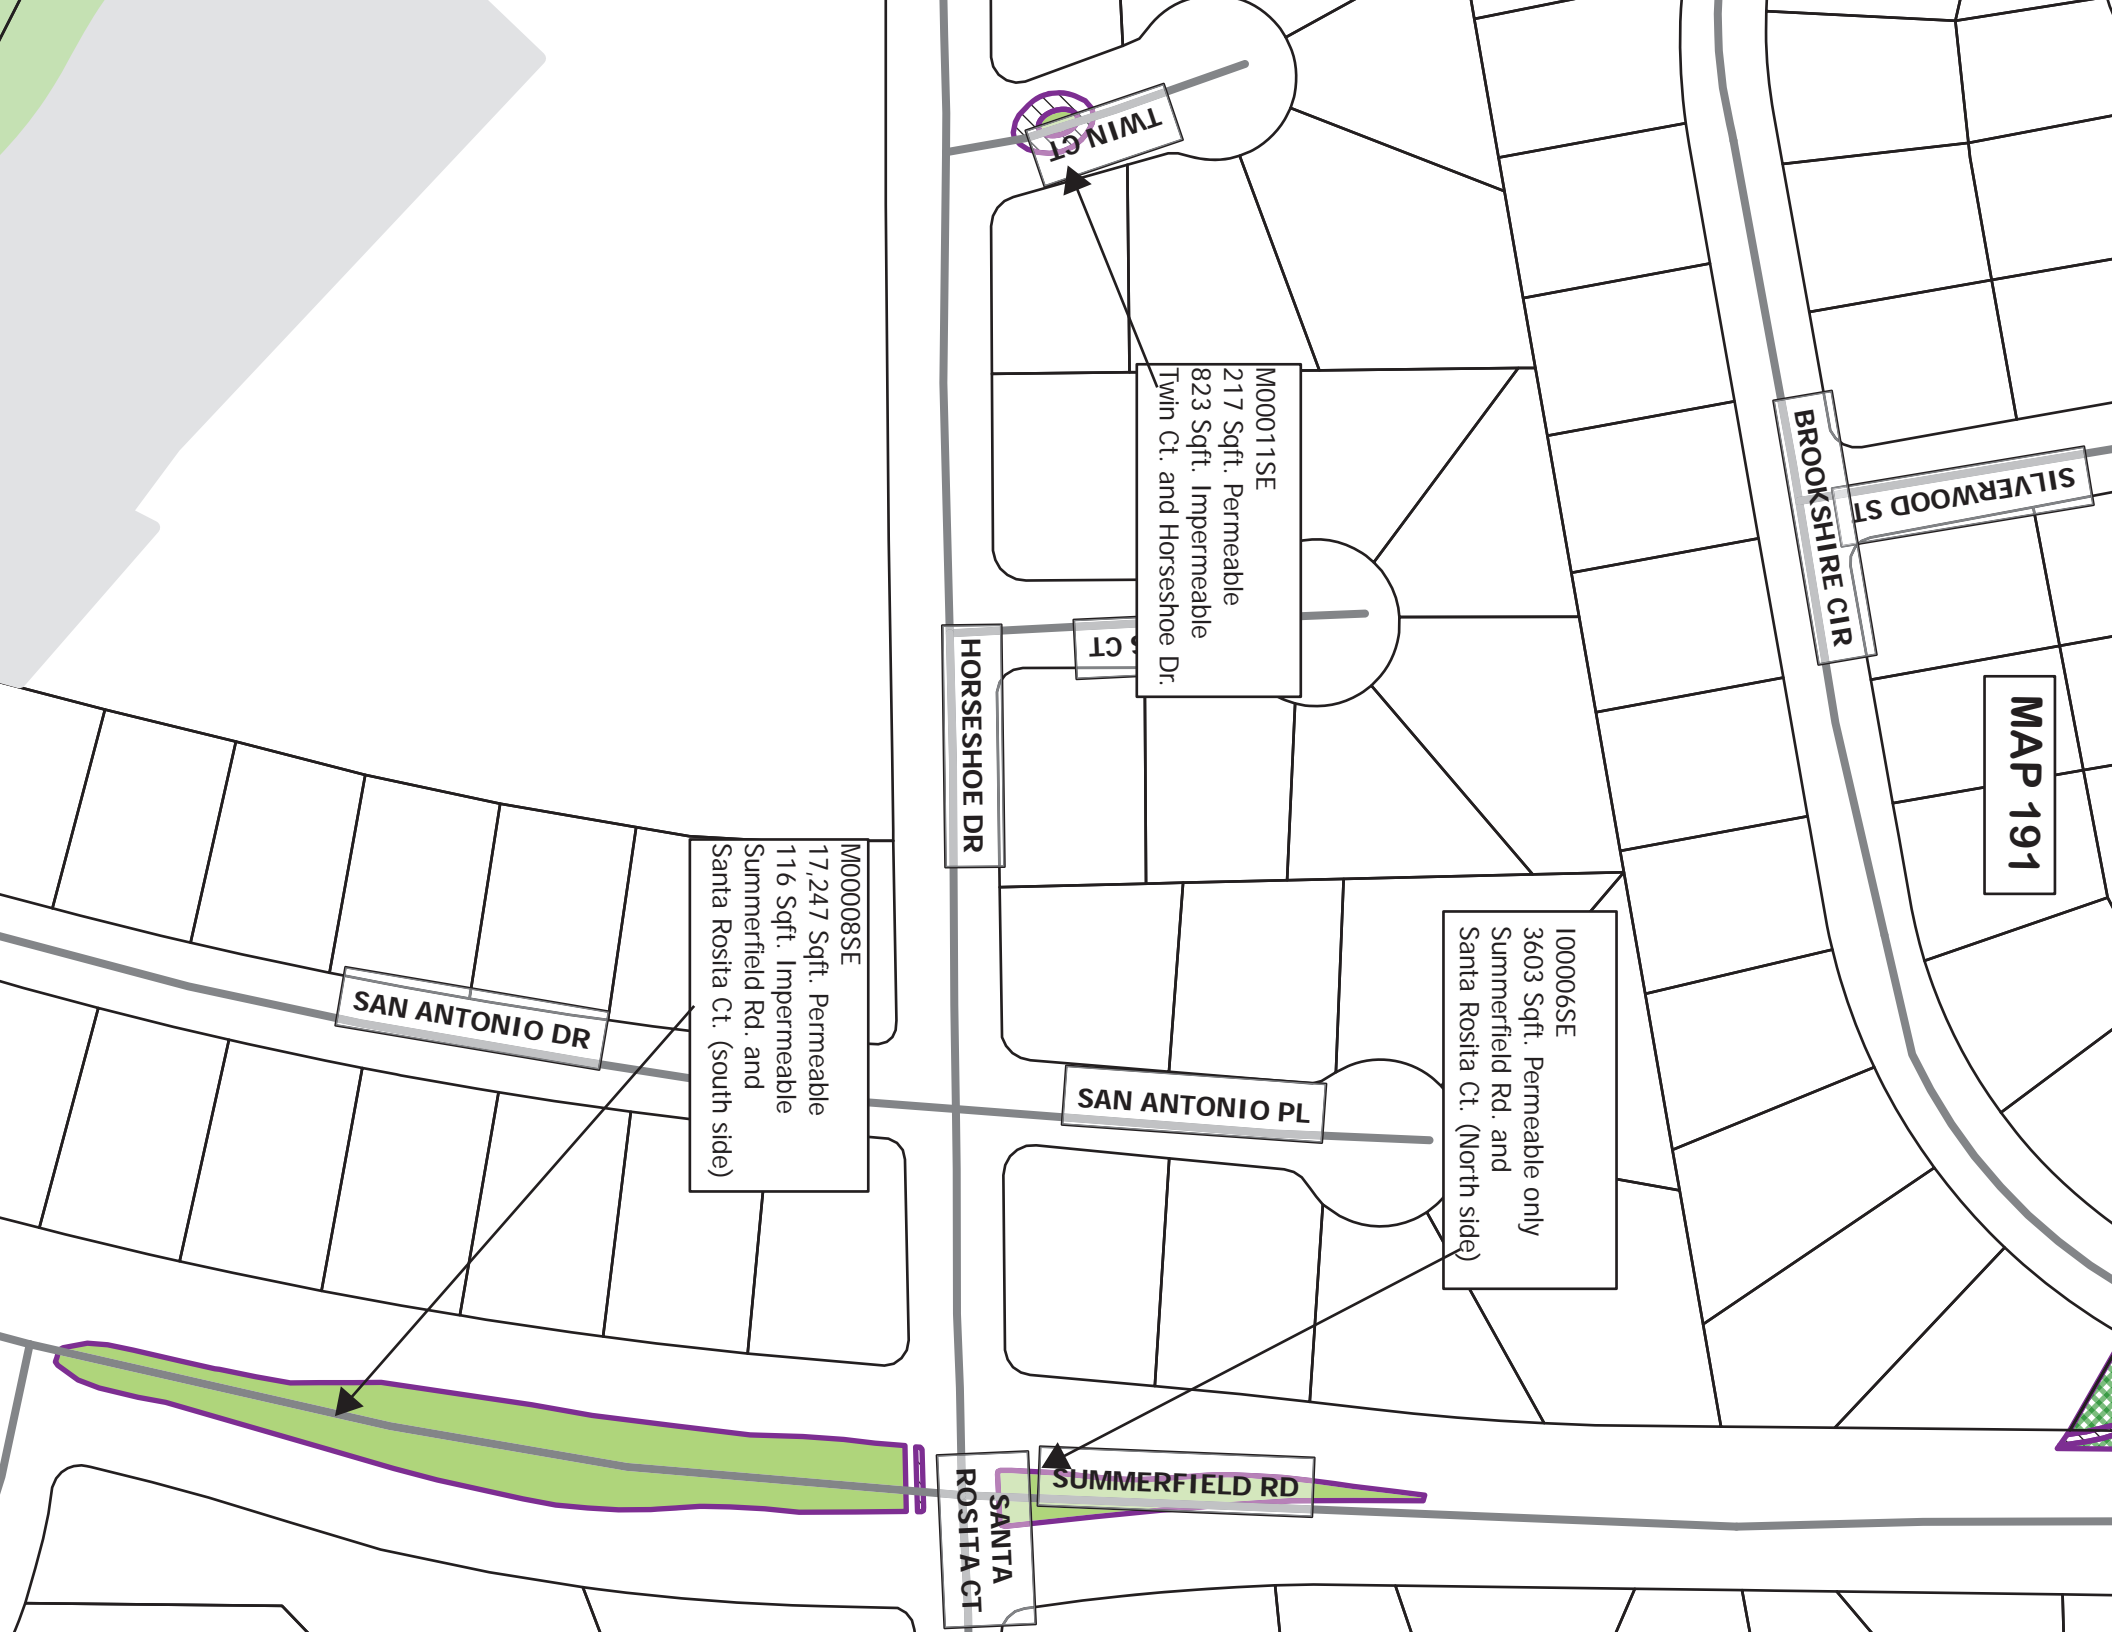 TWIN CT
M00011SE
217 Sqft. Permeable
823 Sqft. Impermeable
Twin Ct. and Horseshoe Dr.
CT
HORSESHOE DR
BROOKSHIRE CIR
SILVERWOOD ST
MAP 191
M00008SE
17,247 Sqft. Permeable
116 Sqft. Impermeable
Summerfield Rd. and
Santa Rosita Ct. (south side)
I00006SE
3603 Sqft. Permeable only
Summerfield Rd. and
Santa Rosita Ct. (North side)
SAN ANTONIO DR
SAN ANTONIO PL
SUMMERFIELD RD
SANTA
ROSITA CT